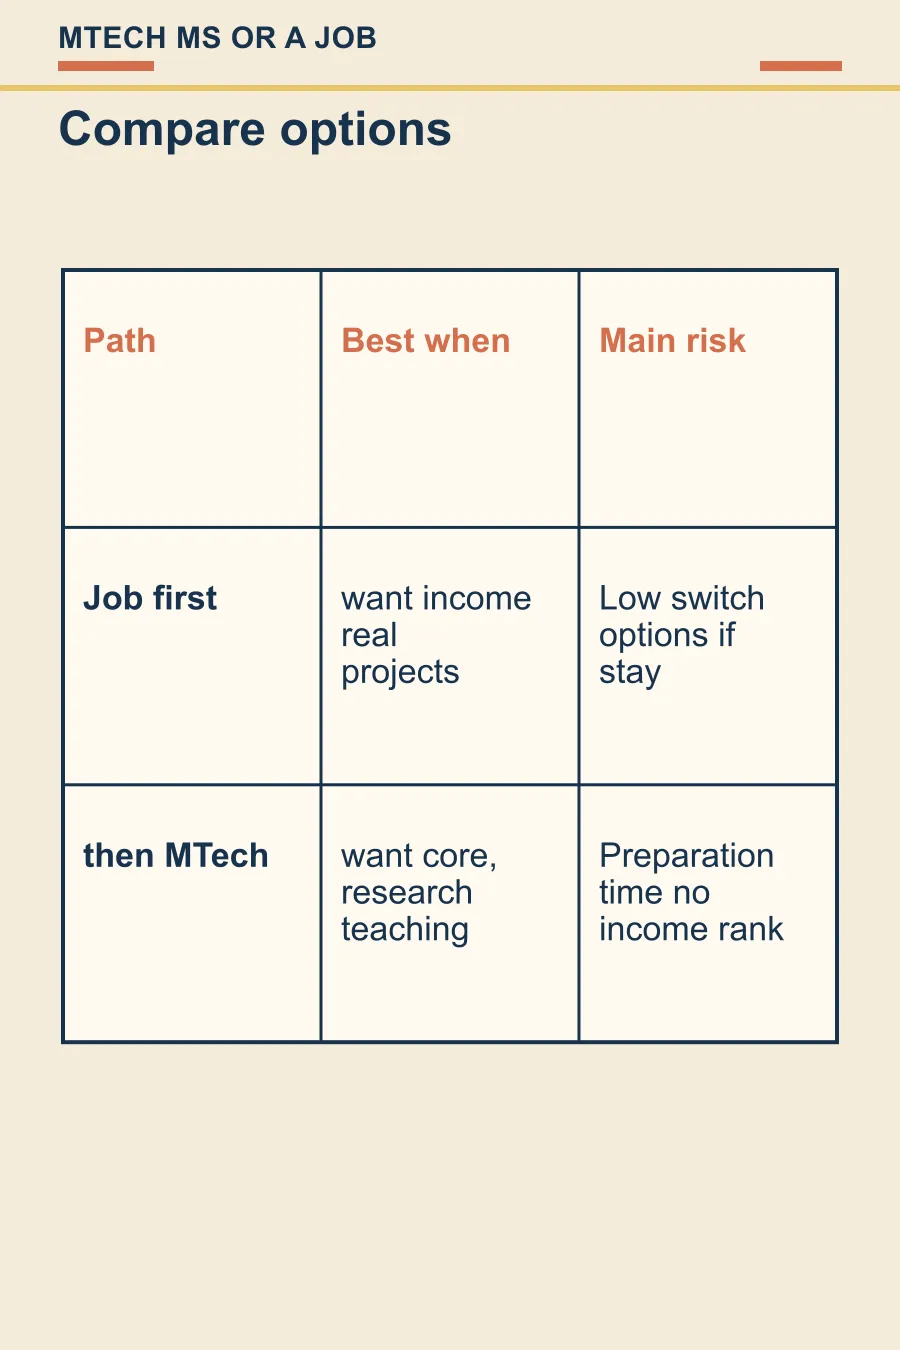 MTECH MS OR A JOB
Compare options
Path
Best when
Main risk
Job first
want income
real
projects
Low switch
options if
stay
then MTech
want core,
research
teaching
Preparation
time no
income rank